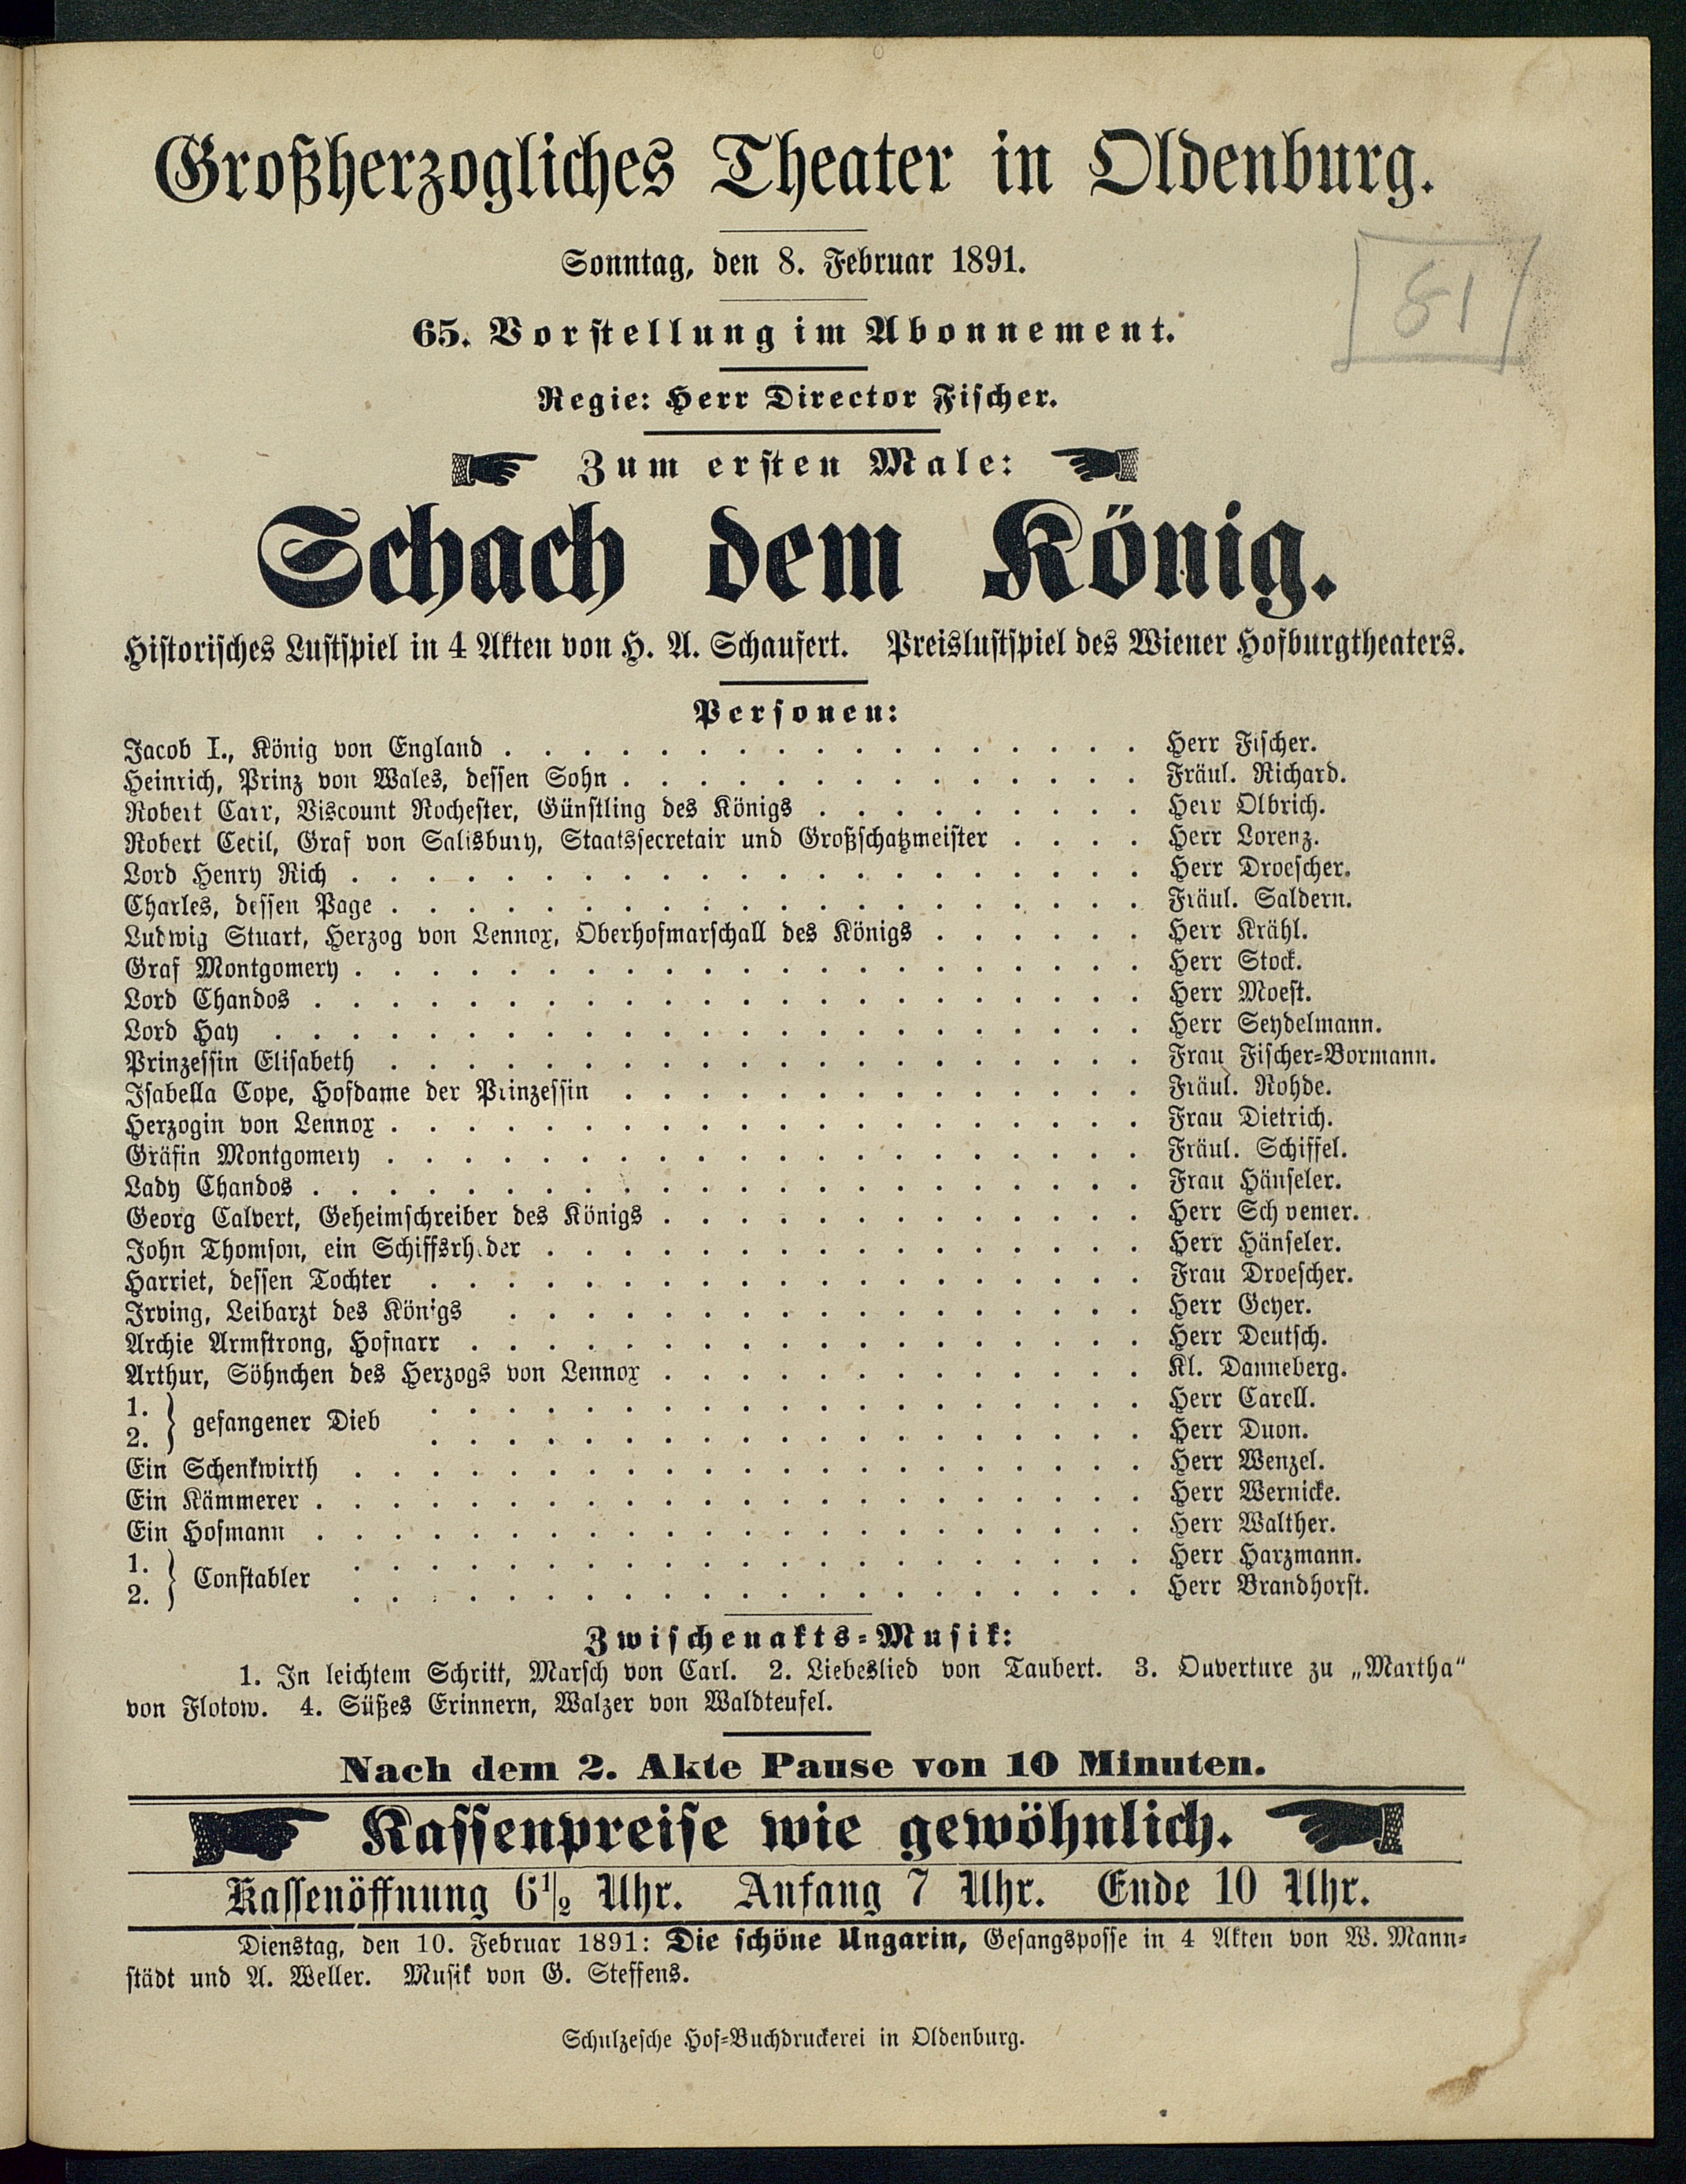 Großherzogliches Theater in Oldenburg.
Sonntag, den 8. Februar 1891.
81
65. Vorstellung im Abonnement.
Regie: Herr Director Fischer.
Zum ersten Male:
Schach dem König.
Historisches Lustspiel in 4 Akten von H. A. Schaufert. Preislustspiel des Wiener Hofburgtheaters.
Personen:
Jacob I., König von England . . . . . . . . . . . . . . . . . Herr Fischer.
Heinrich, Prinz von Wales, dessen Sohn . . . . . . . . . . . . . . Fräul. Richard.
Robert Carr, Viscount Rochester, Günstling des Königs . . . . . . . . . Herr Olbrich.
Robert Cecil, Graf von Salisbury, Staatssecretair und Großschatzmeister . . . . Herr Lorenz.
Lord Henry Rich . . . . . . . . . . . . . . . . . . . . . Herr Droescher.
Charles, dessen Page . . . . . . . . . . . . . . . . . . . . Fräul. Saldern.
Ludwig Stuart, Herzog von Lennox, Oberhofmarschall des Königs . . . . . . Herr Krähl.
Graf Montgomery . . . . . . . . . . . . . . . . . . . . . Herr Stock.
Lord Chandos . . . . . . . . . . . . . . . . . . . . . . Herr Moest.
Lord Hay . . . . . . . . . . . . . . . . . . . . . . . Herr Seydelmann.
Prinzessin Elisabeth . . . . . . . . . . . . . . . . . . . . Frau Fischer-Bormann.
Isabella Cope, Hofdame der Prinzessin . . . . . . . . . . . . . . Fräul. Rohde.
Herzogin von Lennox . . . . . . . . . . . . . . . . . . . . Frau Dietrich.
Gräfin Montgomery . . . . . . . . . . . . . . . . . . . . Fräul. Schiffel.
Lady Chandos . . . . . . . . . . . . . . . . . . . . . . Frau Hänseler.
Georg Calvert, Geheimschreiber des Königs . . . . . . . . . . . . . Herr
John Thomson, ein Schiffsrheder . . . . . . . . . . . . . . . . Herr Hänseler.
Harriet, dessen Tochter . . . . . . . . . . . . . . . . . . . Frau Droescher.
Irving, Leibarzt des Königs . . . . . . . . . . . . . . . . . Herr Geyer.
Archie Armstrong, Hofnarr . . . . . . . . . . . . . . . . . . Herr Deutsch.
Arthur, Söhnchen des Herzogs von Lennox . . . . . . . . . . . . . Kl. Danneberg.
1. } gefangener Dieb . . . . . . . . . . . . . . . . . . . Herr Carell.
2. } . . . . . . . . . . . . . . . . . . . Herr Duon.
Ein Schenkwirth . . . . . . . . . . . . . . . . . . . . . Herr Wenzel.
Ein Kämmerer . . . . . . . . . . . . . . . . . . . . . . Herr Wernicke.
Ein Hofmann . . . . . . . . . . . . . . . . . . . . . . Herr Walther.
1. } Constabler . . . . . . . . . . . . . . . . . . . . . Herr Harzmann.
2. } . . . . . . . . . . . . . . . . . . . . . Herr Brandhorst.
Zwischenakts-Musik:
1. In leichtem Schritt, Marsch von Carl. 2. Liebeslied von Taubert. 3. Ouverture zu „Martha“
von Flotow. 4. Süßes Erinnern, Walzer von Waldteufel.
Nach dem 2. Akte Pause von 10 Minuten.
Kassenpreise wie gewöhnlich.
Kassenöffnung 6½ Uhr. Anfang 7 Uhr. Ende 10 Uhr.
Dienstag, den 10. Februar 1891: Die schöne Ungarin, Gesangsposse in 4 Akten von W. Mann-
städt und A. Weller. Musik von G. Steffens.
Schulzesche Hof-Buchdruckerei in Oldenburg.